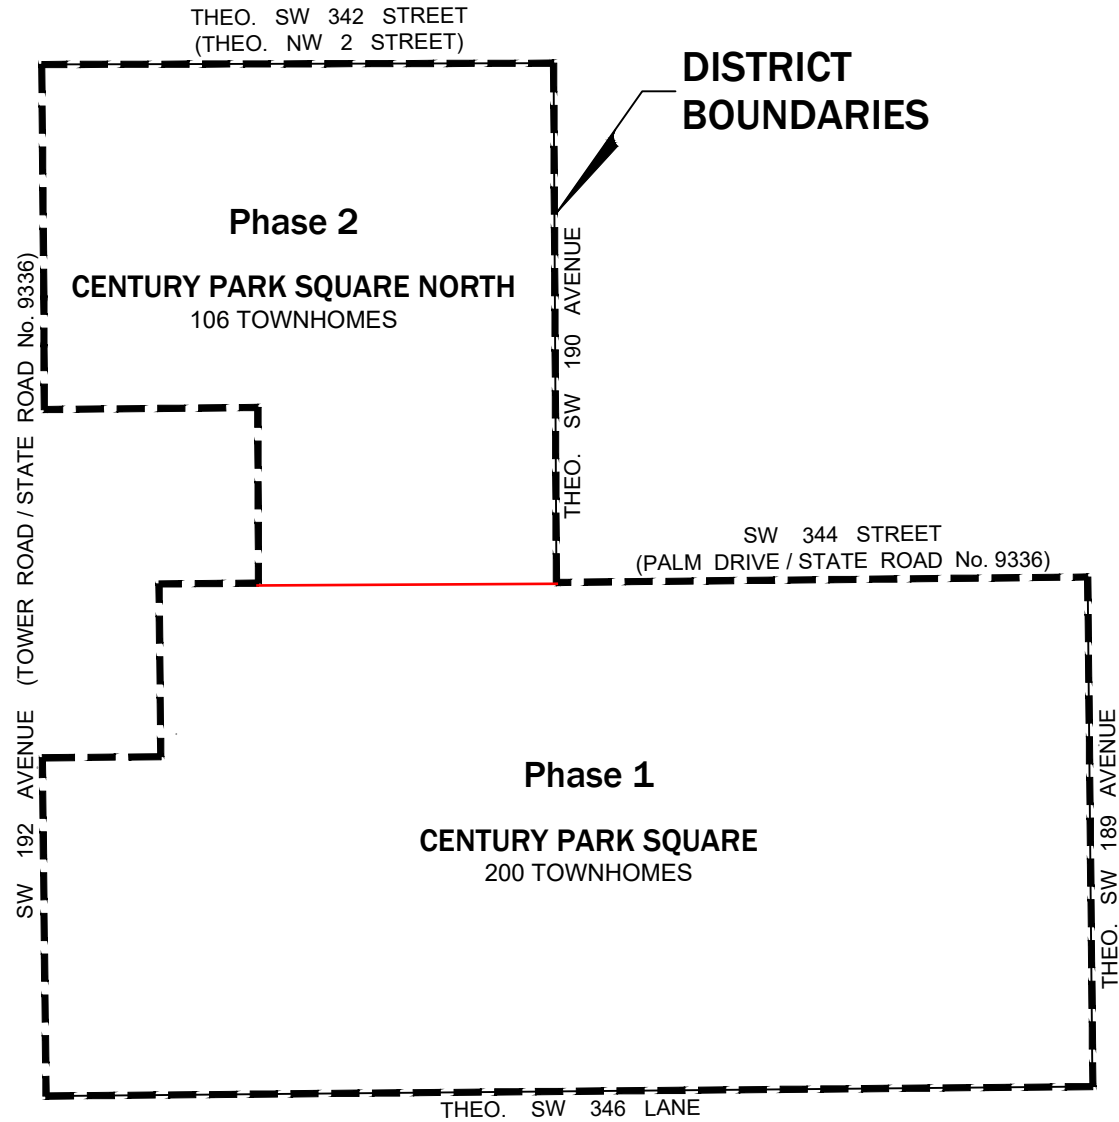 THEO. SW 342 STREET
(THEO. NW 2 STREET)
DISTRICT
BOUNDARIES
Phase 2
CENTURY PARK SQUARE NORTH
106 TOWNHOMES
THEO. SW 190 AVENUE
SW 192 AVENUE (TOWER ROAD / STATE ROAD No. 9336)
SW 344 STREET
(PALM DRIVE / STATE ROAD No. 9336)
Phase 1
CENTURY PARK SQUARE
200 TOWNHOMES
THEO. SW 189 AVENUE
THEO. SW 346 LANE